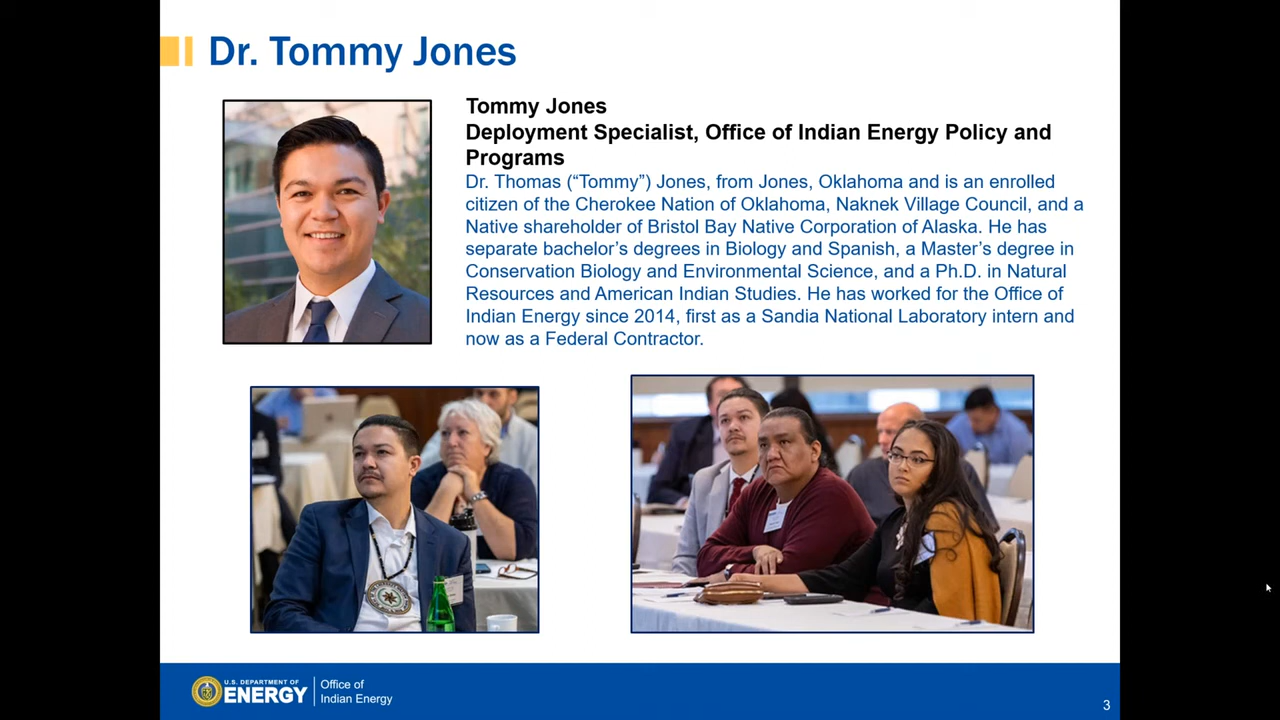 Dr. Tommy Jones
Tommy Jones
Deployment Specialist, Office of Indian Energy Policy and
Programs
Dr. Thomas (“Tommy”) Jones, from Jones, Oklahoma and is an enrolled
citizen of the Cherokee Nation of Oklahoma, Naknek Village Council, and a
Native shareholder of Bristol Bay Native Corporation of Alaska. He has
separate bachelor’s degrees in Biology and Spanish, a Master’s degree in
Conservation Biology and Environmental Science, and a Ph.D. in Natural
Resources and American Indian Studies. He has worked for the Office of
Indian Energy since 2014, first as a Sandia National Laboratory intern and
now as a Federal Contractor.
U.S. DEPARTMENT OF
ENERGY
Office of
Indian Energy
3